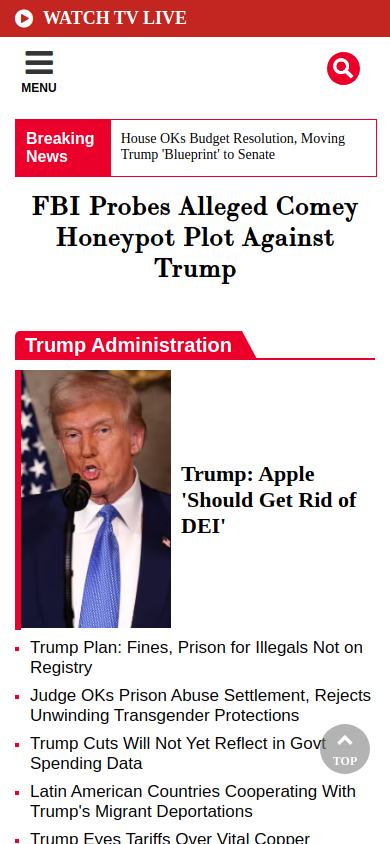 WATCH TV LIVE
MENU
Breaking
News
House OKs Budget Resolution, Moving
Trump 'Blueprint' to Senate
FBI Probes Alleged Comey
Honeypot Plot Against
Trump
Trump Administration
Trump: Apple
'Should Get Rid of
DEI'
Trump Plan: Fines, Prison for Illegals Not on
Registry
Judge OKs Prison Abuse Settlement, Rejects
Unwinding Transgender Protections
Trump Cuts Will Not Yet Reflect in Govt
Spending Data
TOP
Latin American Countries Cooperating With
Trump's Migrant Deportations
Trump Eyes Tariffs Over Vital Copper